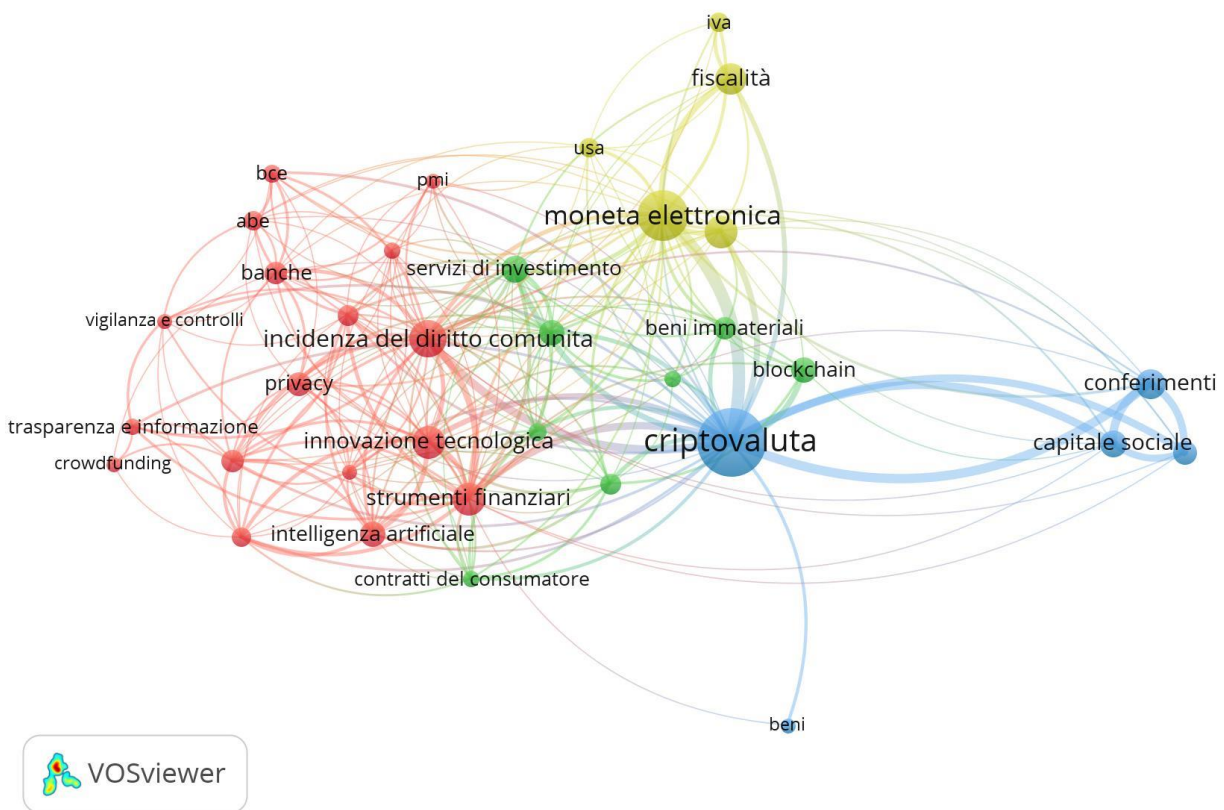 iva
fiscalità
usa
bce
pmi
abe
moneta elettronica
banche
servizi di investimento
vigilanza e controlli
beni immateriali
incidenza del diritto comunita
blockchain
privacy
conferimenti
trasparenza e informazione
innovazione tecnologica
criptovaluta
capitale sociale
crowdfunding
strumenti finanziari
intelligenza artificiale
contratti del consumatore
beni
VOSviewer